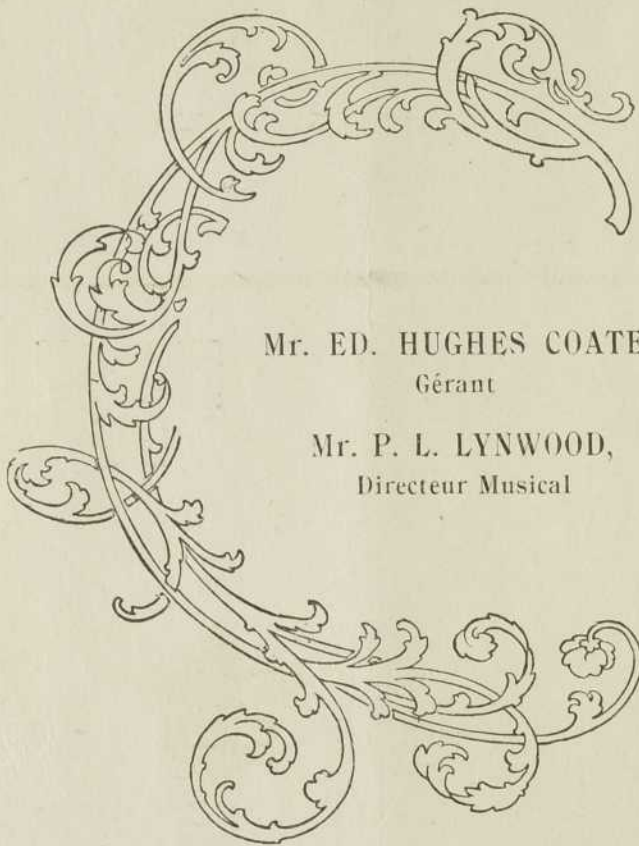 Mr. ED. HUGHES COATE
Gérant
Mr. P. L. LYNWOOD,
Directeur Musical